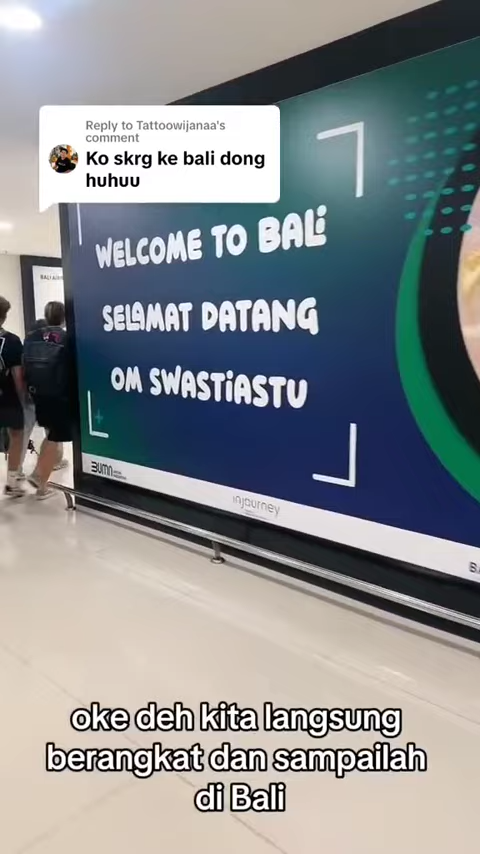 Reply to Tattoowijanaa's
comment
Ko skrg ke bali dong
huhuu
WELCOME TO BALi
SELAMAT DATANG
OM SWASTiASTU
BUMN
injourney
oke deh kita langsung
berangkat dan sampailah
di Bali